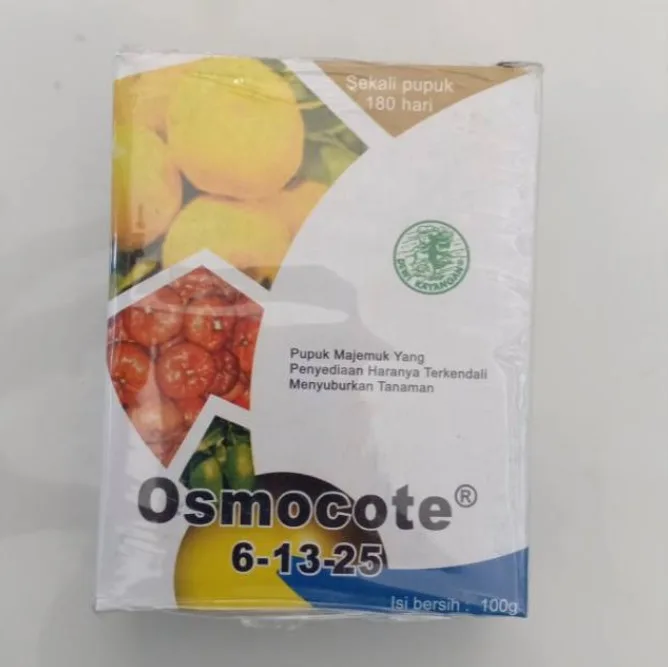 Sekali pupuk
180 hari
DEWI KAYANGAN
Pupuk Majemuk Yang
Penyediaan Haranya Terkendali
Menyuburkan Tanaman
Osmocote®
6-13-25
Isi bersih : 100g